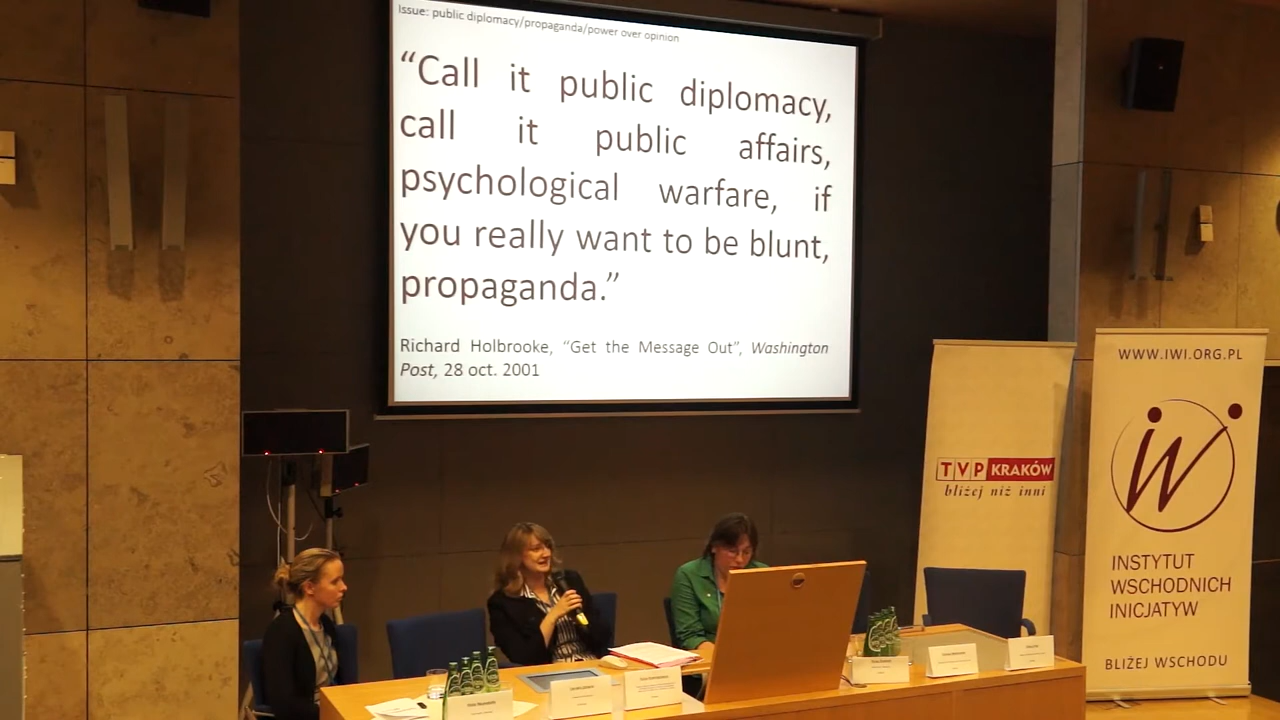 Issue: public diplomacy/propaganda/power over opinion
“Call it public diplomacy,
call it public affairs,
psychological warfare, if
you really want to be blunt,
propaganda.”
Richard Holbrooke, “Get the Message Out”, Washington
Post, 28 oct. 2001
TVP KRAKÓW
bliżej niż inni
WWW.IWI.ORG.PL
iwi
INSTYTUT
WSCHODNICH
INICJATYW
BLIŻEJ WSCHODU